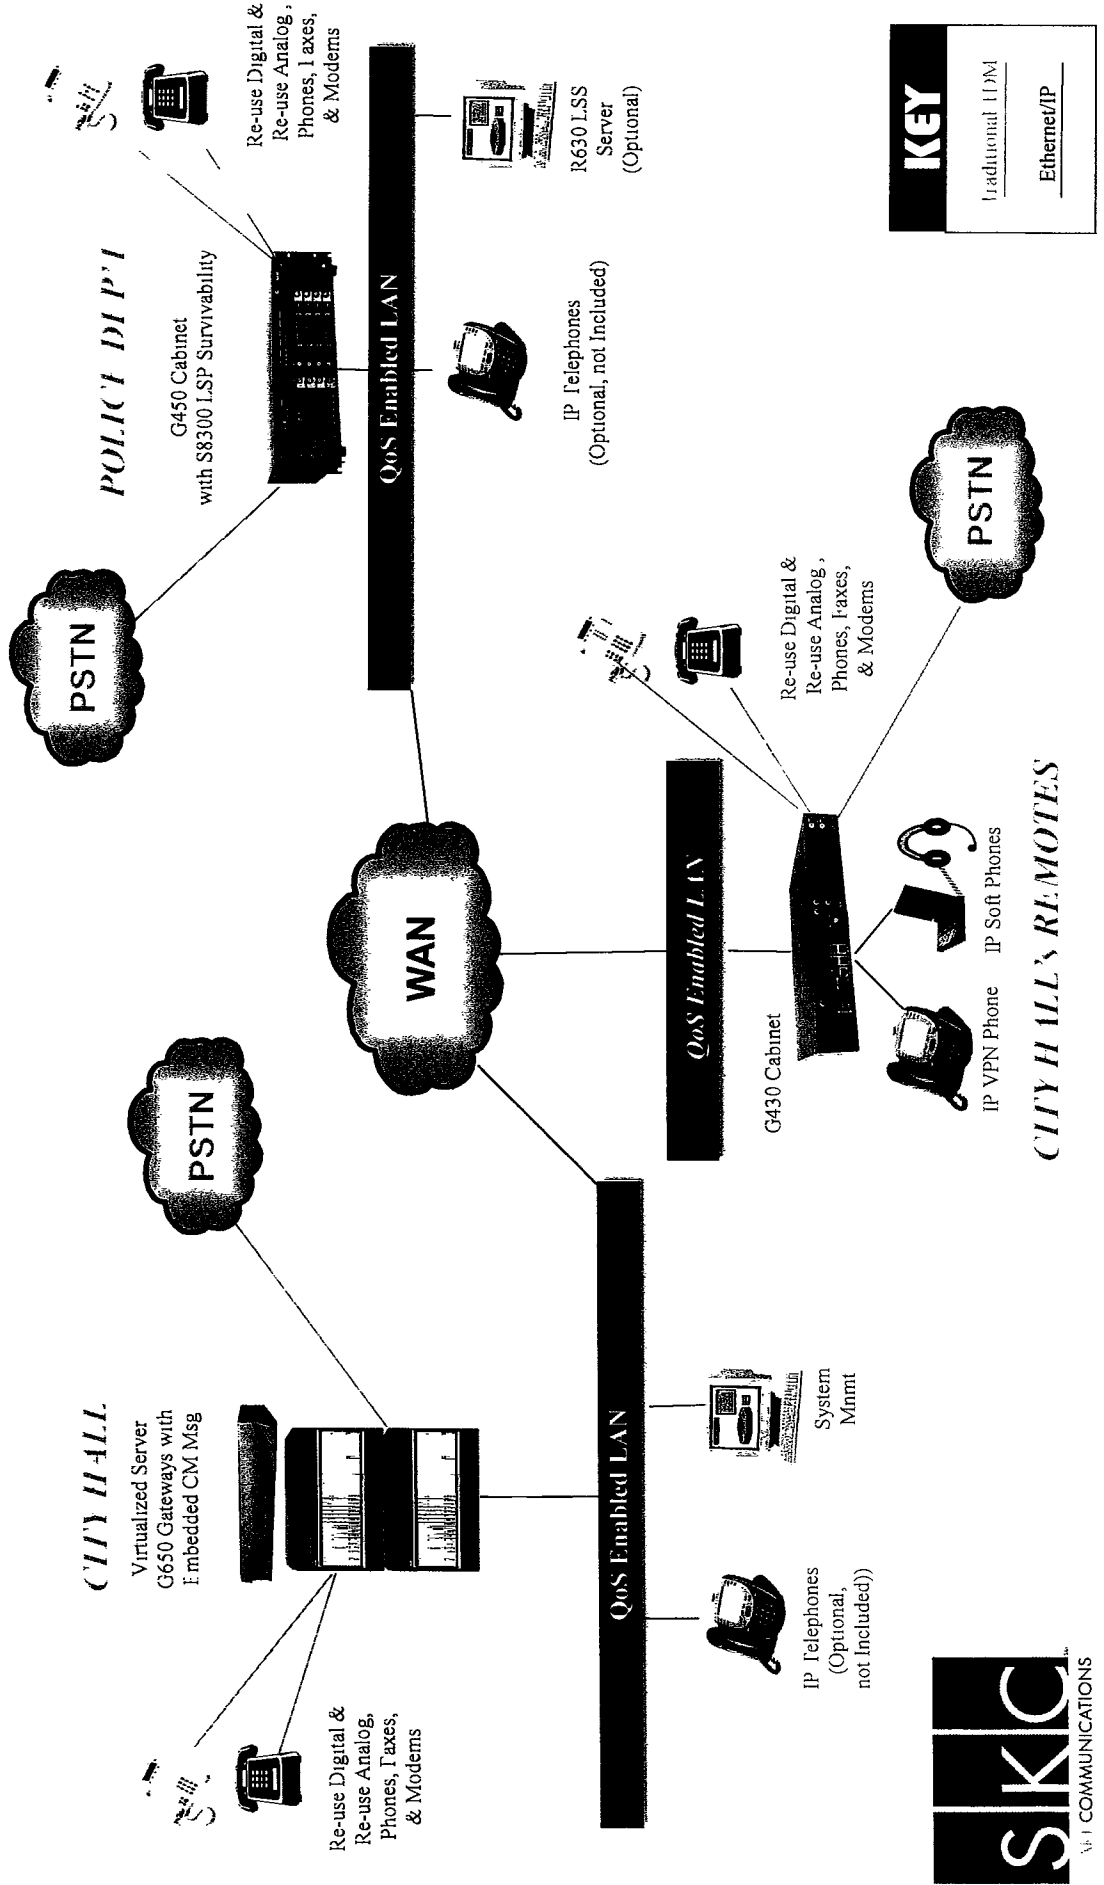 CITY HALL
Virtualized Server
G650 Gateways with
Embedded CM Msg
PSTN
Re-use Digital &
Re-use Analog,
Phones, Faxes,
& Modems
QoS Enabled LAN
IP Telephones
(Optional,
not Included))
System
Mnmt
WAN
POLICE DEP'T
G450 Cabinet
with S8300 LSP Survivability
PSTN
Re-use Digital &
Re-use Analog ,
Phones, Faxes,
& Modems
QoS Enabled LAN
IP Telephones
(Optional, not Included)
R630 LSS
Server
(Optional)
QoS Enabled LAN
G430 Cabinet
Re-use Digital &
Re-use Analog ,
Phones, Faxes,
& Modems
PSTN
IP VPN Phone
IP Soft Phones
CITY HALL'S REMOTES
KEY
Traditional TDM
Ethernet/IP
SKC
COMMUNICATIONS